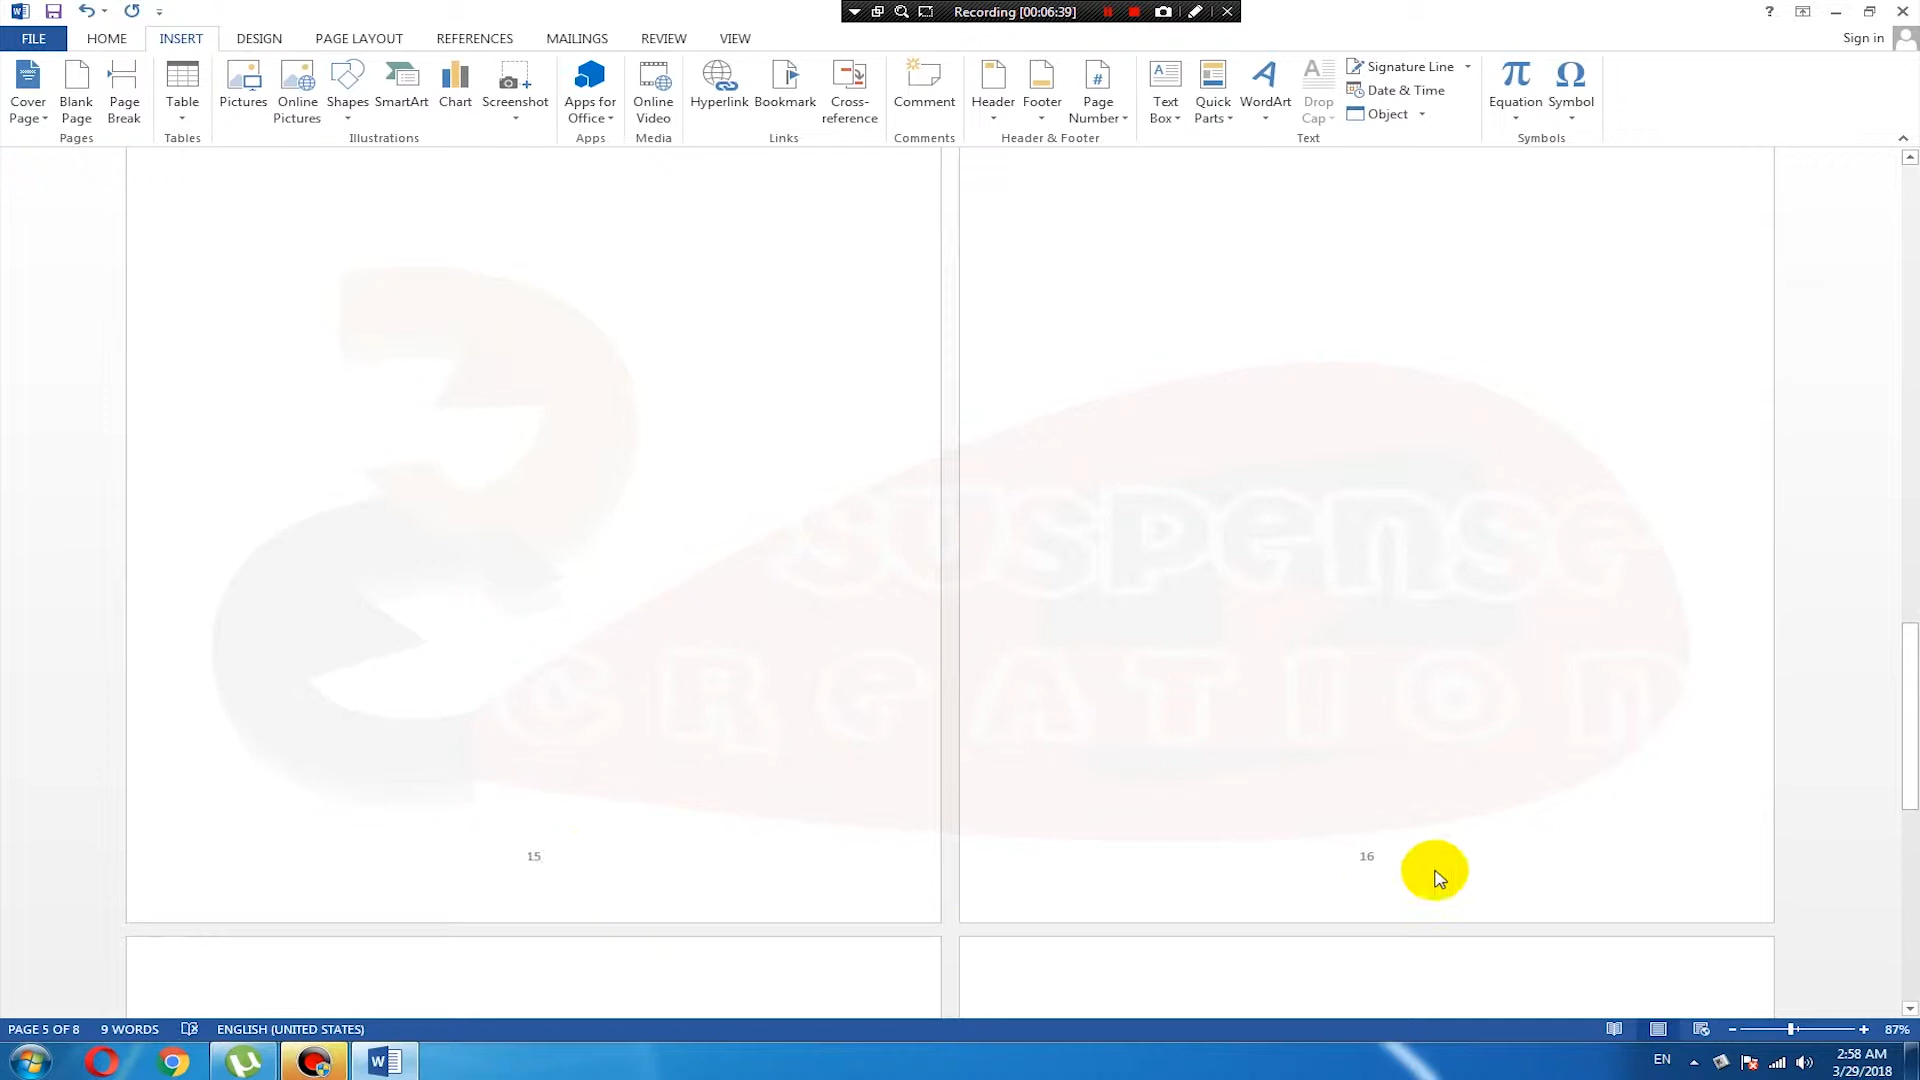 Recording [00:06:39]
?
FILE HOME INSERT DESIGN PAGE LAYOUT REFERENCES MAILINGS REVIEW VIEW
Sign in
Cover Page
Blank Page
Page Break
Table
Pictures
Online Pictures
Shapes
SmartArt
Chart
Screenshot
Apps for Office
Online Video
Hyperlink
Bookmark
Cross-reference
Comment
Header
Footer
Page Number
Text Box
Quick Parts
WordArt
Drop Cap
Signature Line
Date & Time
Object
Equation
Symbol
Pages Tables Illustrations Apps Media Links Comments Header & Footer Text Symbols
suspense
CREATION
15 16
PAGE 5 OF 8 9 WORDS ENGLISH (UNITED STATES) 87%
EN 2:58 AM
3/29/2018